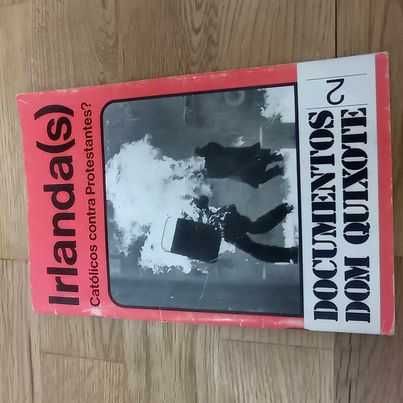 Irlanda(s)
Católicos contra Protestantes?
DOCUMENTOS
DOM QUIXOTE
2